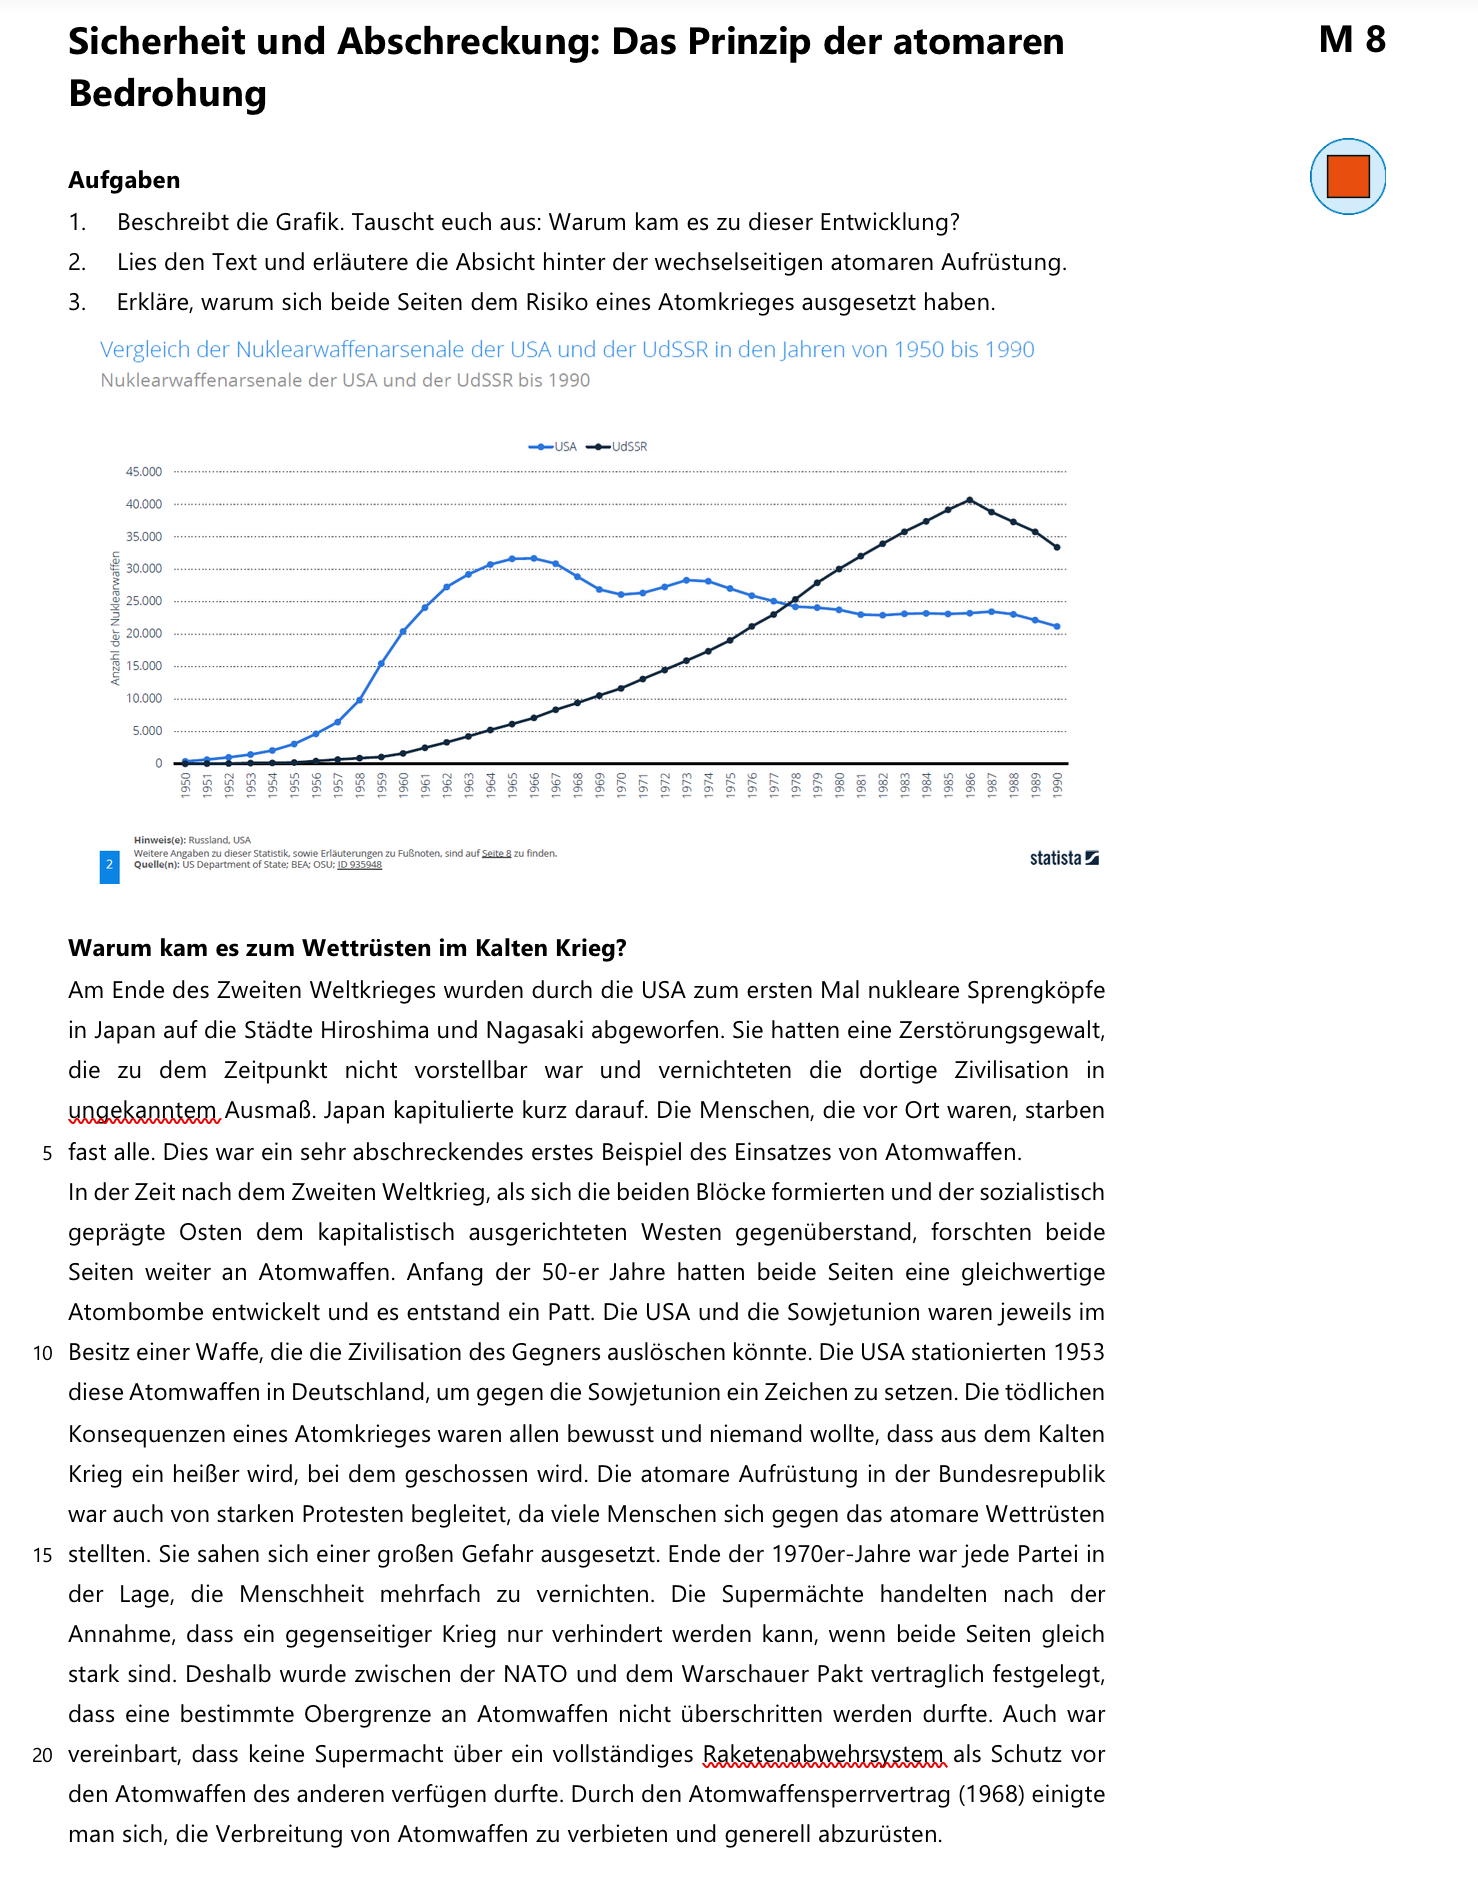 Sicherheit und Abschreckung: Das Prinzip der atomaren
Bedrohung
M 8
Aufgaben
1. Beschreibt die Grafik. Tauscht euch aus: Warum kam es zu dieser Entwicklung?
2. Lies den Text und erläutere die Absicht hinter der wechselseitigen atomaren Aufrüstung.
3. Erkläre, warum sich beide Seiten dem Risiko eines Atomkrieges ausgesetzt haben.
Vergleich der Nuklearwaffenarsenale der USA und der UdSSR in den Jahren von 1950 bis 1990
Nuklearwaffenarsenale der USA und der UdSSR bis 1990
USA UdSSR
Anzahl der Nuklearwaffen
45.000
40.000
35.000
30.000
25.000
20.000
15.000
10.000
5.000
0
1950 1951 1952 1953 1954 1955 1956 1957 1958 1959 1960 1961 1962 1963 1964 1965 1966 1967 1968 1969 1970 1971 1972 1973 1974 1975 1976 1977 1978 1979 1980 1981 1982 1983 1984 1985 1986 1987 1988 1989 1990
Hinweis(e): Russland, USA
Weitere Angaben zu dieser Statistik, sowie Erläuterungen zu Fußnoten, sind auf Seite 8 zu finden.
Quelle(n): US Department of State; BEA; OSU; ID 935948
2
statista
Warum kam es zum Wettrüsten im Kalten Krieg?
Am Ende des Zweiten Weltkrieges wurden durch die USA zum ersten Mal nukleare Sprengköpfe
in Japan auf die Städte Hiroshima und Nagasaki abgeworfen. Sie hatten eine Zerstörungsgewalt,
die zu dem Zeitpunkt nicht vorstellbar war und vernichteten die dortige Zivilisation in
ungekanntem Ausmaß. Japan kapitulierte kurz darauf. Die Menschen, die vor Ort waren, starben
5 fast alle. Dies war ein sehr abschreckendes erstes Beispiel des Einsatzes von Atomwaffen.
In der Zeit nach dem Zweiten Weltkrieg, als sich die beiden Blöcke formierten und der sozialistisch
geprägte Osten dem kapitalistisch ausgerichteten Westen gegenüberstand, forschten beide
Seiten weiter an Atomwaffen. Anfang der 50-er Jahre hatten beide Seiten eine gleichwertige
Atombombe entwickelt und es entstand ein Patt. Die USA und die Sowjetunion waren jeweils im
10 Besitz einer Waffe, die die Zivilisation des Gegners auslöschen könnte. Die USA stationierten 1953
diese Atomwaffen in Deutschland, um gegen die Sowjetunion ein Zeichen zu setzen. Die tödlichen
Konsequenzen eines Atomkrieges waren allen bewusst und niemand wollte, dass aus dem Kalten
Krieg ein heißer wird, bei dem geschossen wird. Die atomare Aufrüstung in der Bundesrepublik
war auch von starken Protesten begleitet, da viele Menschen sich gegen das atomare Wettrüsten
15 stellten. Sie sahen sich einer großen Gefahr ausgesetzt. Ende der 1970er-Jahre war jede Partei in
der Lage, die Menschheit mehrfach zu vernichten. Die Supermächte handelten nach der
Annahme, dass ein gegenseitiger Krieg nur verhindert werden kann, wenn beide Seiten gleich
stark sind. Deshalb wurde zwischen der NATO und dem Warschauer Pakt vertraglich festgelegt,
dass eine bestimmte Obergrenze an Atomwaffen nicht überschritten werden durfte. Auch war
20 vereinbart, dass keine Supermacht über ein vollständiges Raketenabwehrsystem als Schutz vor
den Atomwaffen des anderen verfügen durfte. Durch den Atomwaffensperrvertrag (1968) einigte
man sich, die Verbreitung von Atomwaffen zu verbieten und generell abzurüsten.